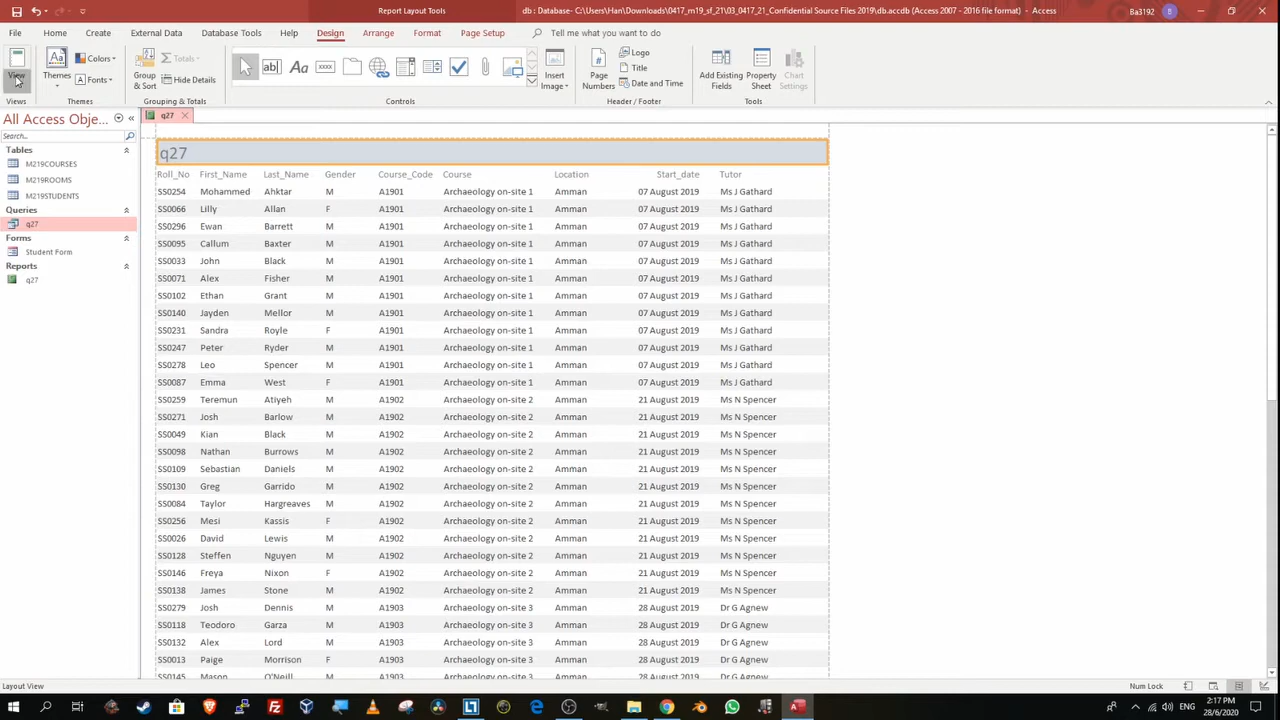 Report Layout Tools
db : Database- C:\Users\Han\Downloads\0417_m19_sf_21\03_0417_21_Confidential Source Files 2019\db.accdb (Access 2007 - 2016 file format) - Access
Ba3192
B
File Home Create External Data Database Tools Help Design Arrange Format Page Setup Tell me what you want to do
View
Themes
Colors
Fonts
Group & Sort
Totals
Hide Details
ab|
Aa
xxxx
Insert Image
Page Numbers
Logo
Title
Date and Time
Add Existing Fields
Property Sheet
Chart Settings
Views Themes Grouping & Totals Controls Header / Footer Tools
All Access Obje...
Search...
Tables
M219COURSES
M219ROOMS
M219STUDENTS
Queries
q27
Forms
Student Form
Reports
q27
q27
q27
Roll_No First_Name Last_Name Gender Course_Code Course Location Start_date Tutor
SS0254 Mohammed Ahktar M A1901 Archaeology on-site 1 Amman 07 August 2019 Ms J Gathard
SS0066 Lilly Allan F A1901 Archaeology on-site 1 Amman 07 August 2019 Ms J Gathard
SS0296 Ewan Barrett M A1901 Archaeology on-site 1 Amman 07 August 2019 Ms J Gathard
SS0095 Callum Baxter M A1901 Archaeology on-site 1 Amman 07 August 2019 Ms J Gathard
SS0033 John Black M A1901 Archaeology on-site 1 Amman 07 August 2019 Ms J Gathard
SS0071 Alex Fisher M A1901 Archaeology on-site 1 Amman 07 August 2019 Ms J Gathard
SS0102 Ethan Grant M A1901 Archaeology on-site 1 Amman 07 August 2019 Ms J Gathard
SS0140 Jayden Mellor M A1901 Archaeology on-site 1 Amman 07 August 2019 Ms J Gathard
SS0231 Sandra Royle F A1901 Archaeology on-site 1 Amman 07 August 2019 Ms J Gathard
SS0247 Peter Ryder M A1901 Archaeology on-site 1 Amman 07 August 2019 Ms J Gathard
SS0278 Leo Spencer M A1901 Archaeology on-site 1 Amman 07 August 2019 Ms J Gathard
SS0087 Emma West F A1901 Archaeology on-site 1 Amman 07 August 2019 Ms J Gathard
SS0259 Teremun Atiyeh M A1902 Archaeology on-site 2 Amman 21 August 2019 Ms N Spencer
SS0271 Josh Barlow M A1902 Archaeology on-site 2 Amman 21 August 2019 Ms N Spencer
SS0049 Kian Black M A1902 Archaeology on-site 2 Amman 21 August 2019 Ms N Spencer
SS0098 Nathan Burrows M A1902 Archaeology on-site 2 Amman 21 August 2019 Ms N Spencer
SS0109 Sebastian Daniels M A1902 Archaeology on-site 2 Amman 21 August 2019 Ms N Spencer
SS0130 Greg Garrido M A1902 Archaeology on-site 2 Amman 21 August 2019 Ms N Spencer
SS0084 Taylor Hargreaves M A1902 Archaeology on-site 2 Amman 21 August 2019 Ms N Spencer
SS0256 Mesi Kassis F A1902 Archaeology on-site 2 Amman 21 August 2019 Ms N Spencer
SS0026 David Lewis M A1902 Archaeology on-site 2 Amman 21 August 2019 Ms N Spencer
SS0128 Steffen Nguyen M A1902 Archaeology on-site 2 Amman 21 August 2019 Ms N Spencer
SS0146 Freya Nixon F A1902 Archaeology on-site 2 Amman 21 August 2019 Ms N Spencer
SS0138 James Stone M A1902 Archaeology on-site 2 Amman 21 August 2019 Ms N Spencer
SS0279 Josh Dennis M A1903 Archaeology on-site 3 Amman 28 August 2019 Dr G Agnew
SS0118 Teodoro Garza M A1903 Archaeology on-site 3 Amman 28 August 2019 Dr G Agnew
SS0132 Alex Lord M A1903 Archaeology on-site 3 Amman 28 August 2019 Dr G Agnew
SS0013 Paige Morrison F A1903 Archaeology on-site 3 Amman 28 August 2019 Dr G Agnew
SS0145 Mason O'Neill M A1903 Archaeology on-site 3 Amman 28 August 2019 Dr G Agnew
Layout View
Num Lock
ENG
2:17 PM
28/6/2020